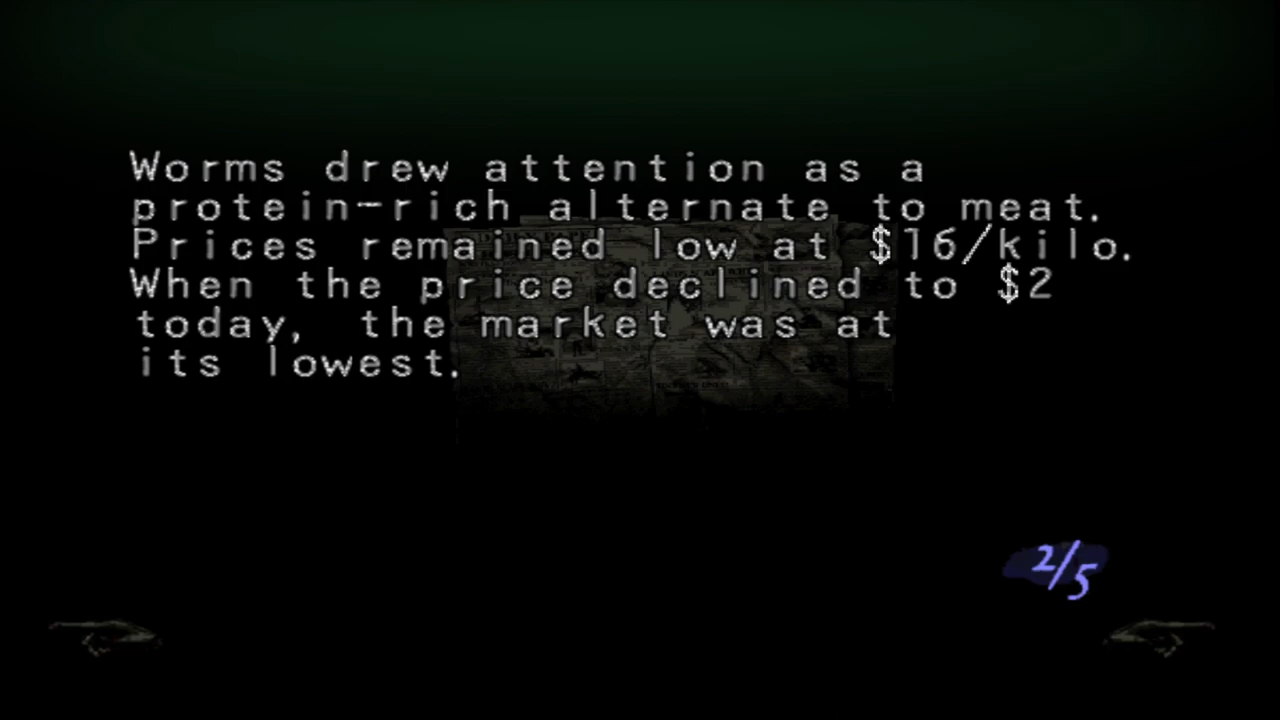 Worms drew attention as a
protein-rich alternate to meat.
Prices remained low at $16/kilo.
When the price declined to $2
today, the market was at
its lowest.
2/5